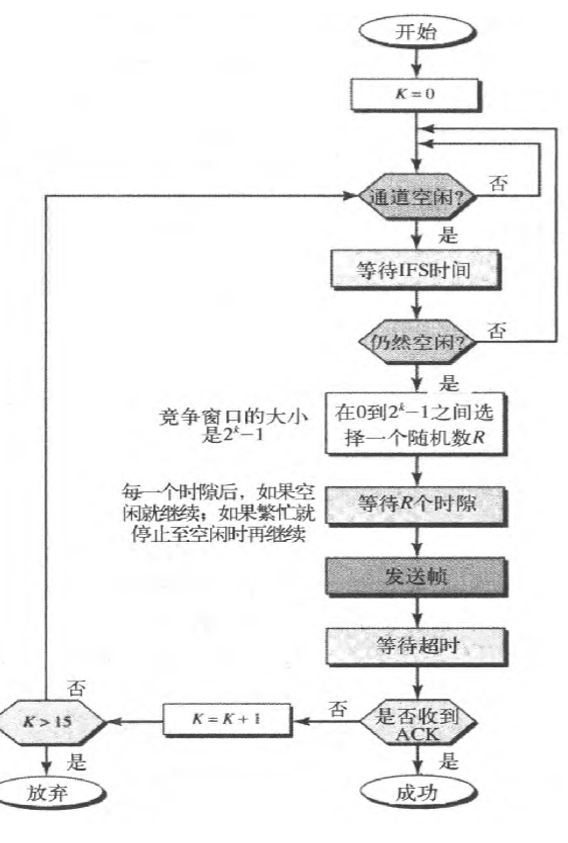 开始
K = 0
通道空闲?
否
是
等待IFS时间
仍然空闲?
否
是
竞争窗口的大小
是2ᵏ−1
在0到2ᵏ−1之间选
择一个随机数R
每一个时隙后，如果空
闲就继续；如果繁忙就
停止至空闲时再继续
等待R个时隙
发送帧
等待超时
是否收到
ACK
否
K = K + 1
K > 15
否
是
放弃
是
成功